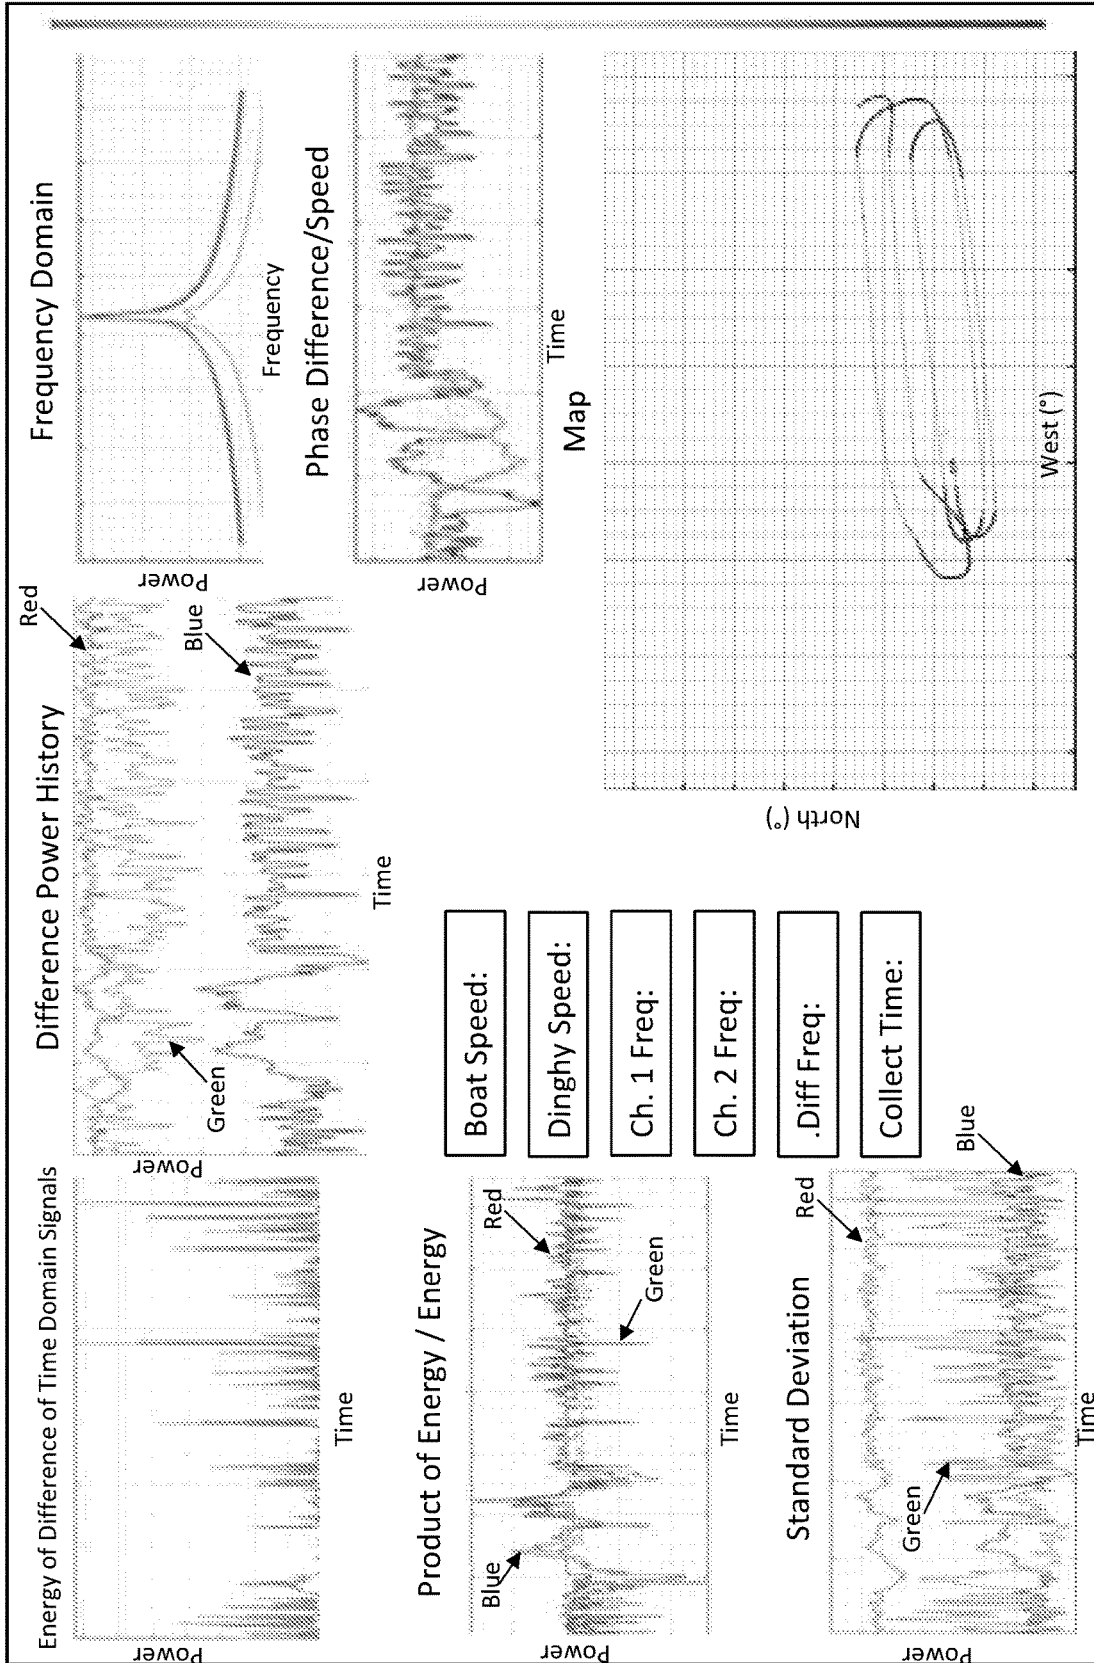 Energy of Difference of Time Domain Signals
Power
Time
Difference Power History
Power
Red
Blue
Green
Time
Frequency Domain
Power
Frequency
Product of Energy / Energy
Power
Blue
Red
Green
Time
Boat Speed:
Dinghy Speed:
Ch. 1 Freq:
Ch. 2 Freq:
.Diff Freq:
Collect Time:
Phase Difference/Speed
Power
Time
Standard Deviation
Power
Green
Red
Blue
Time
Map
North (°)
West (°)